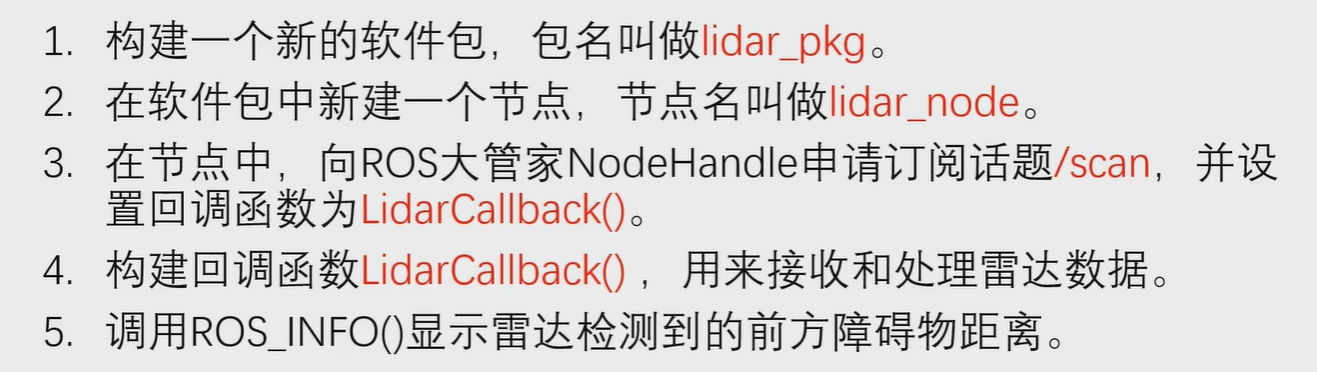 1. 构建一个新的软件包，包名叫做lidar_pkg。
2. 在软件包中新建一个节点，节点名叫做lidar_node。
3. 在节点中，向ROS大管家NodeHandle申请订阅话题/scan，并设
置回调函数为LidarCallback()。
4. 构建回调函数LidarCallback() ，用来接收和处理雷达数据。
5. 调用ROS_INFO()显示雷达检测到的前方障碍物距离。